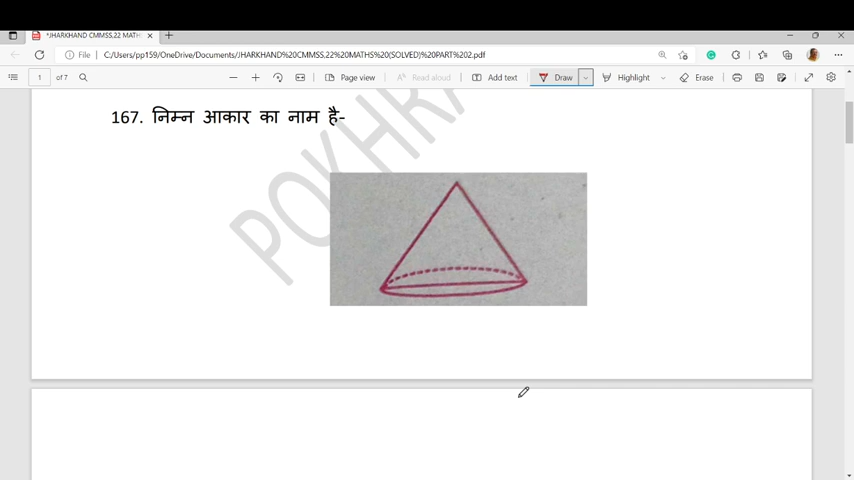 *JHARKHAND CMMSS,22 MATH
File
C:/Users/pp159/OneDrive/Documents/JHARKHAND%20CMMSS,22%20MATHS%20(SOLVED)%20PART%202.pdf
1 of 7
Page view
Read aloud
Add text
Draw
Highlight
Erase
167. निम्न आकार का नाम है-
POKHRA